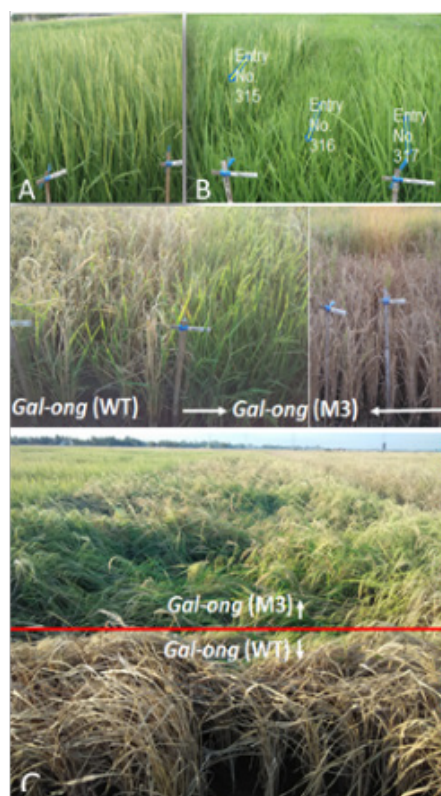 A
B
Entry
No.
315
Entry
No.
316
Entry
No.
317
Gal-ong (WT)
Gal-ong (M3)
Gal-ong (M3)
Gal-ong (WT)
C